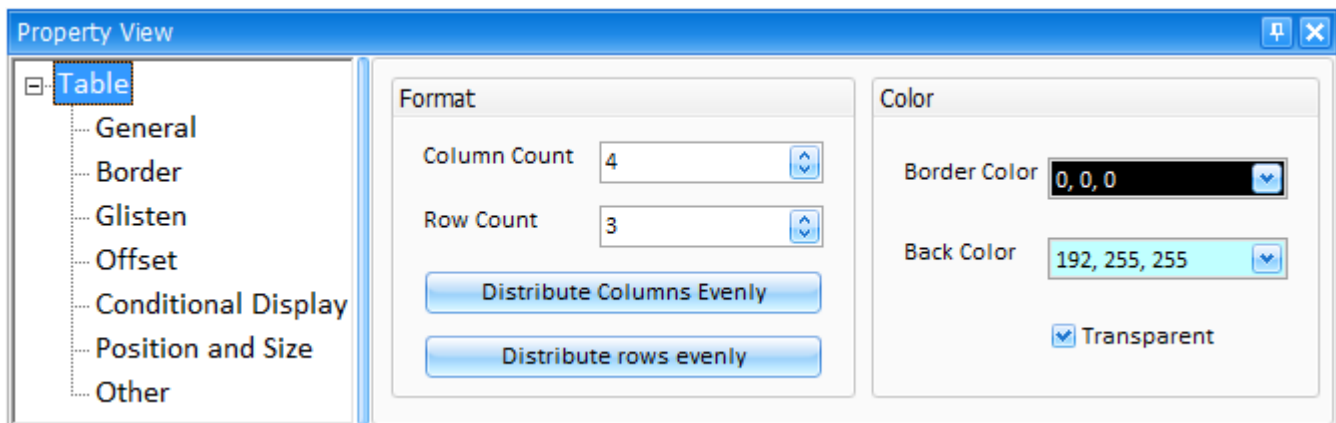 Property View
Table
General
Border
Glisten
Offset
Conditional Display
Position and Size
Other
Format
Column Count 4
Row Count 3
Distribute Columns Evenly
Distribute rows evenly
Color
Border Color 0, 0, 0
Back Color 192, 255, 255
Transparent